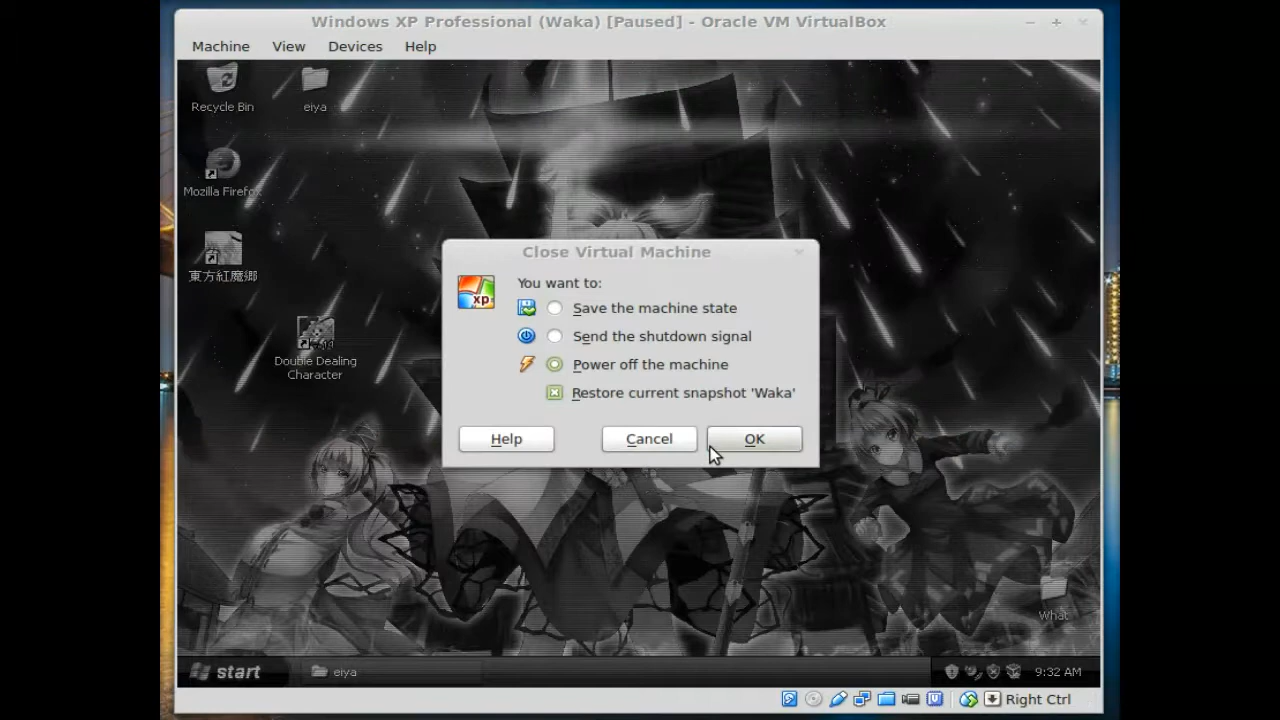 Windows XP Professional (Waka) [Paused] - Oracle VM VirtualBox
Machine View Devices Help
Recycle Bin
eiya
Mozilla Firefox
東方紅魔郷
Double Dealing
Character
Close Virtual Machine
xp
You want to:
Save the machine state
Send the shutdown signal
Power off the machine
Restore current snapshot 'Waka'
Help Cancel OK
What
start eiya 9:32 AM
Right Ctrl